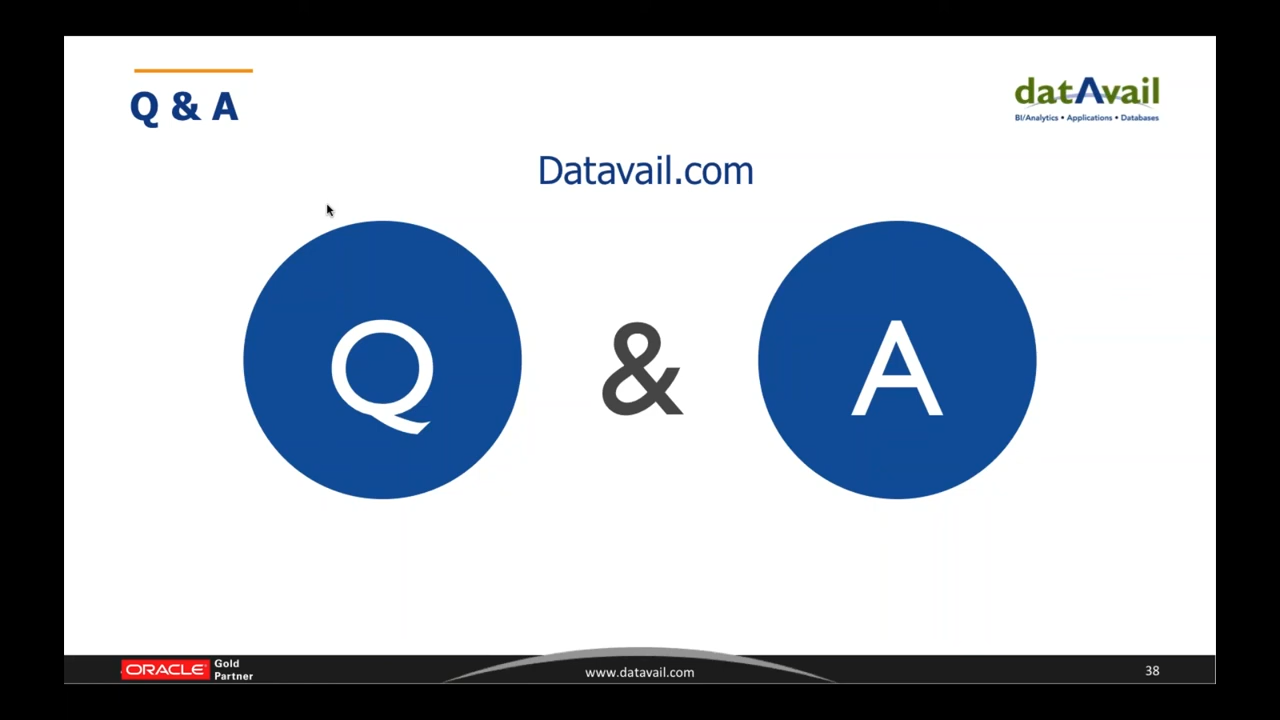 Q & A
datAvail
BI/Analytics • Applications • Databases
Datavail.com
Q & A
ORACLE Gold Partner
www.datavail.com
38